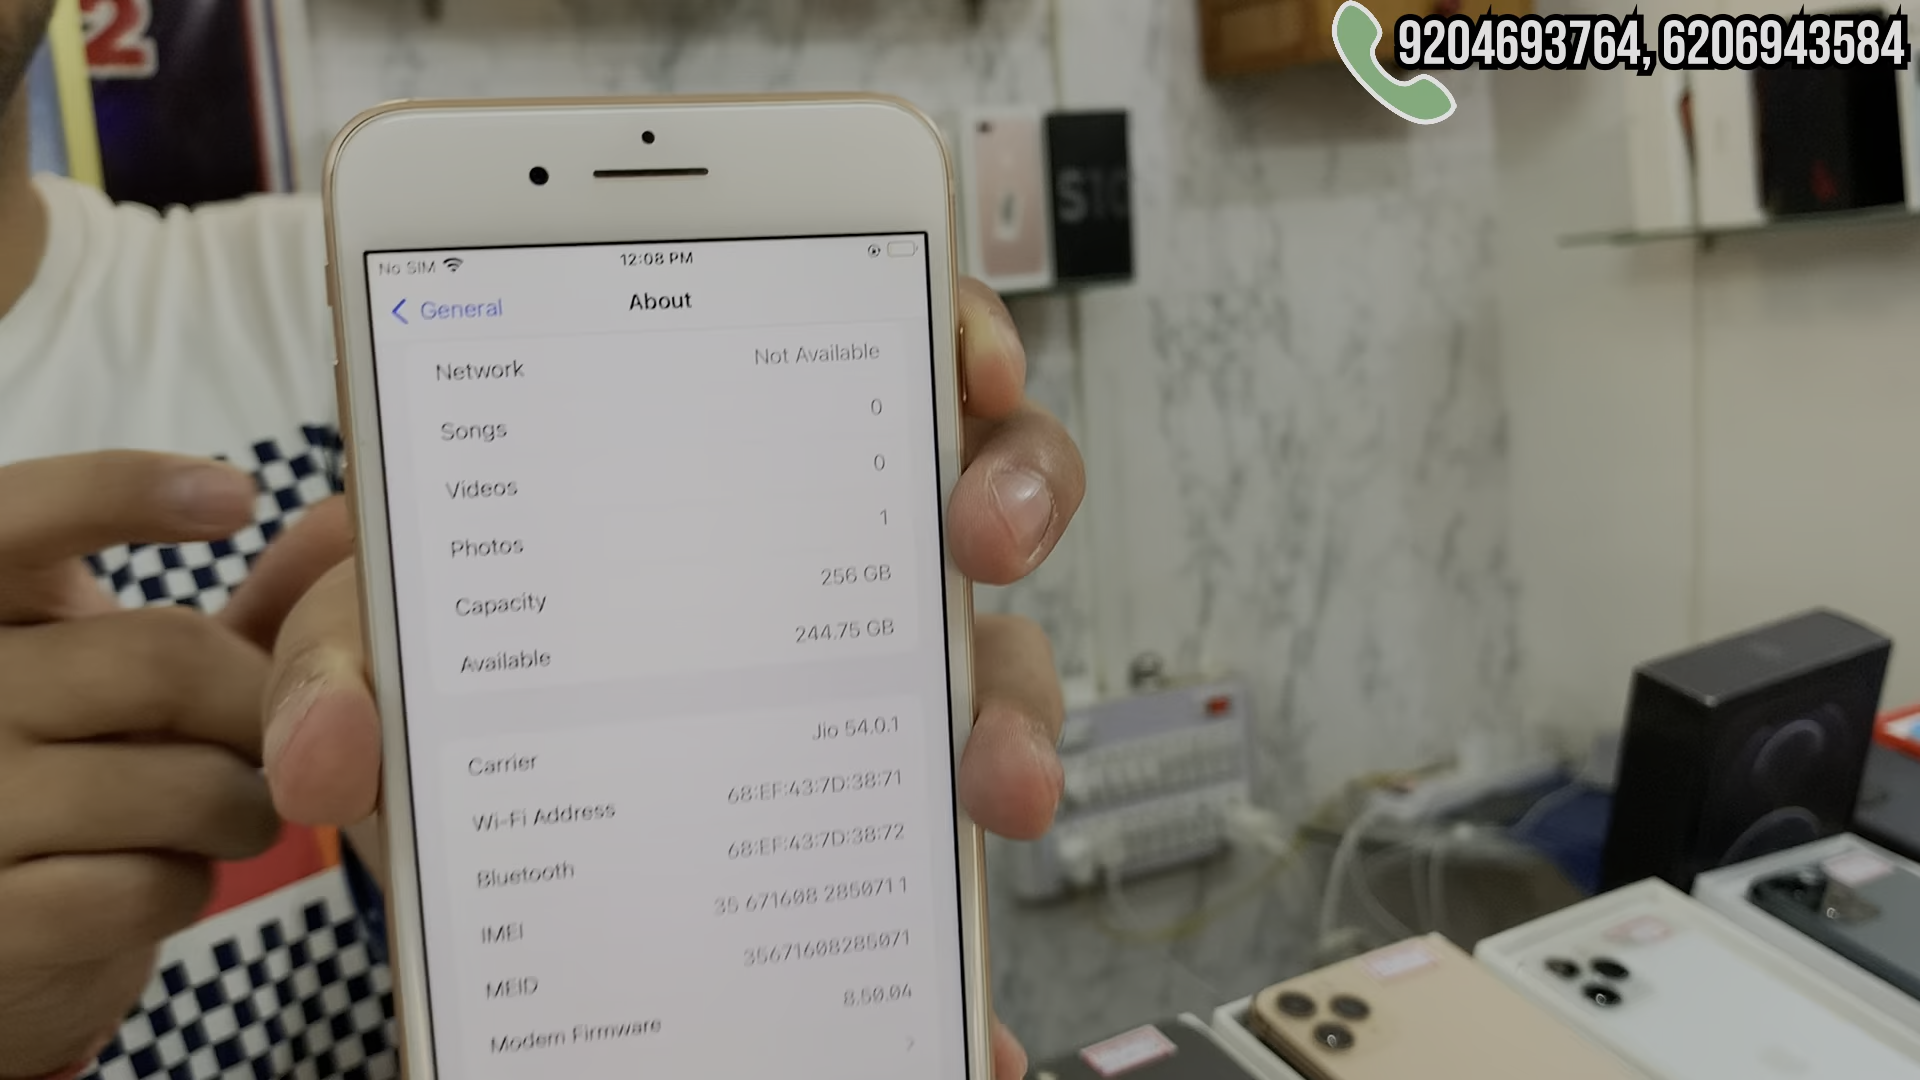 9204693764, 6206943584
2
S10
No SIM 12:08 PM
General About
Network Not Available
Songs 0
Videos 0
Photos 1
Capacity 256 GB
Available 244.75 GB
Carrier Jio 54.0.1
Wi-Fi Address 68:EF:43:7D:38:71
Bluetooth 68:EF:43:7D:38:72
IMEI 35 671608 285071 1
MEID 35671608285071
Modem Firmware 8.50.04